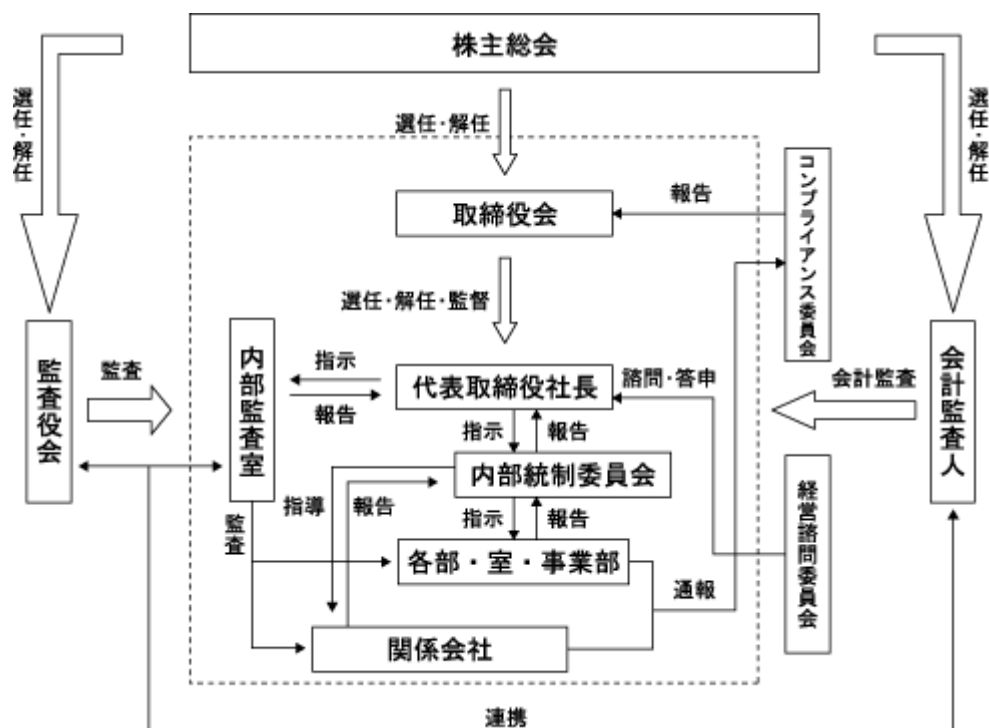 株主総会
選任・解任
選任・解任
選任・解任
取締役会
報告
コンプライアンス委員会
選任・解任・監督
監査役会
監査
内部監査室
指示
報告
代表取締役社長
諮問・答申
会計監査
会計監査人
指示
報告
内部統制委員会
指導
報告
監査
指示
報告
各部・室・事業部
通報
経営諮問委員会
関係会社
連携